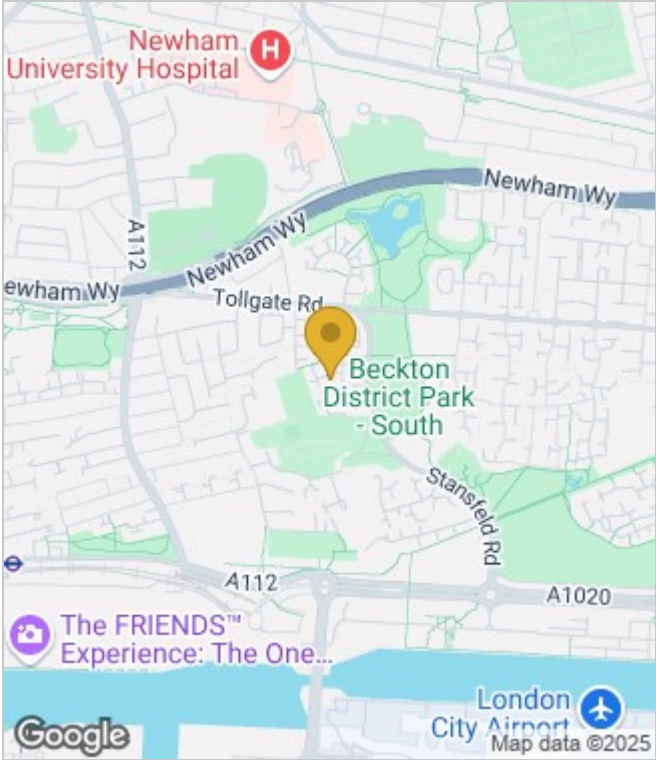 Newham
University Hospital
H
Newham Wy
A112
Newham Wy
ewham Wy
Tollgate Rd
Beckton
District Park
- South
Stansfeld Rd
A112
A1020
The FRIENDS™
Experience: The One...
London
City Airport
Google
Map data ©2025